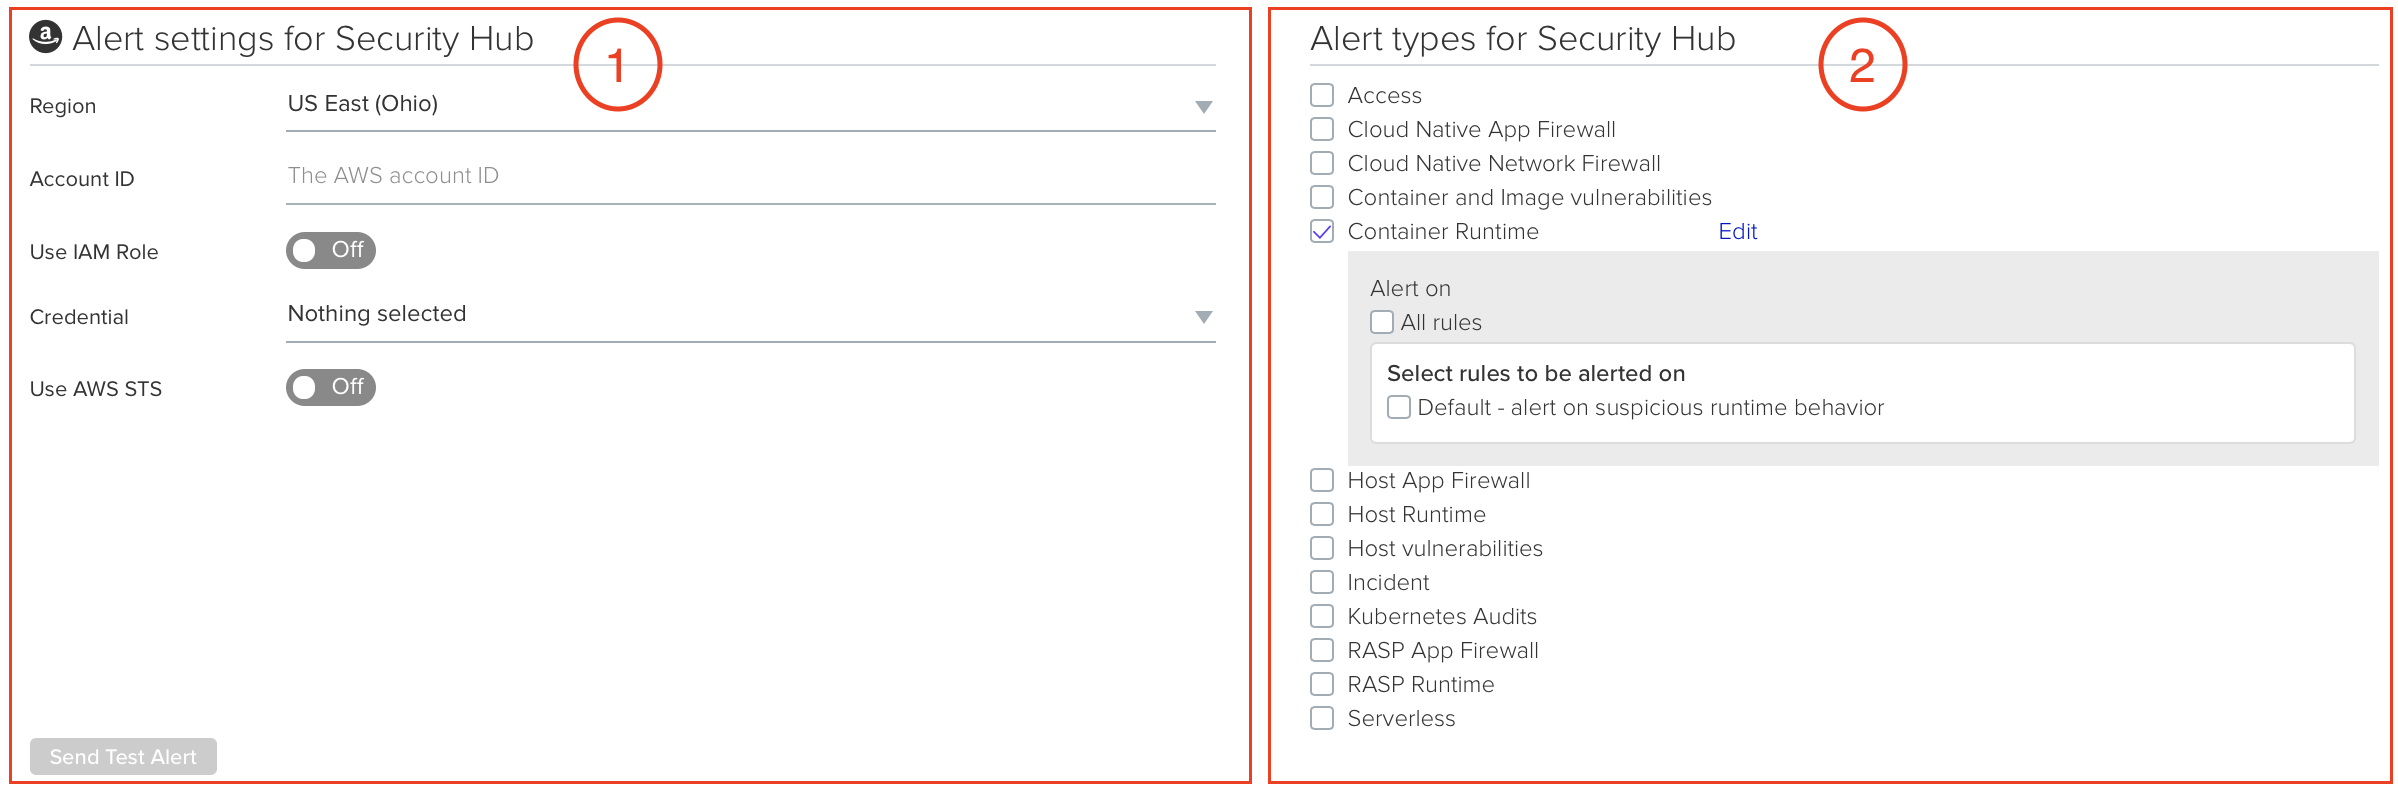 a Alert settings for Security Hub
1
Region US East (Ohio)
Account ID The AWS account ID
Use IAM Role Off
Credential Nothing selected
Use AWS STS Off
Send Test Alert
Alert types for Security Hub
2
Access
Cloud Native App Firewall
Cloud Native Network Firewall
Container and Image vulnerabilities
Container Runtime Edit
Alert on
All rules
Select rules to be alerted on
Default - alert on suspicious runtime behavior
Host App Firewall
Host Runtime
Host vulnerabilities
Incident
Kubernetes Audits
RASP App Firewall
RASP Runtime
Serverless